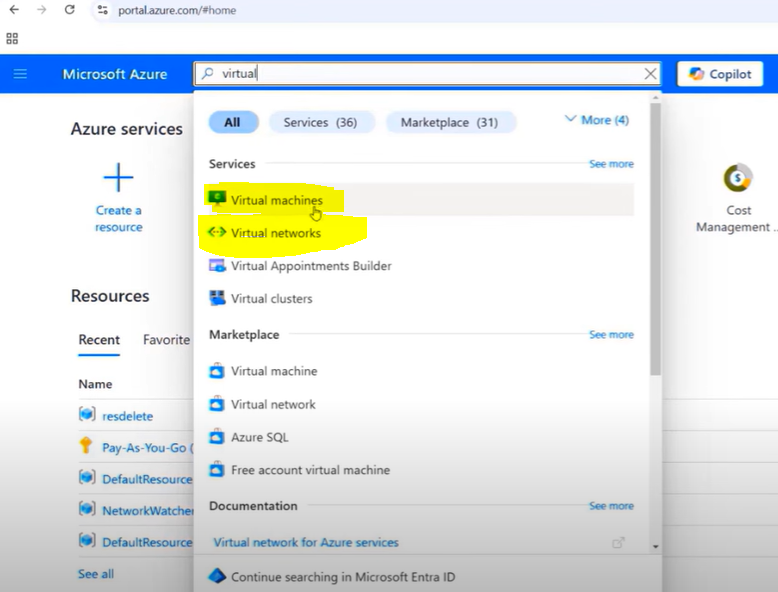 portal.azure.com/#home
Microsoft Azure
virtual
Copilot
All
Services (36)
Marketplace (31)
More (4)
Azure services
Services
See more
Create a
resource
Virtual machines
Virtual networks
Virtual Appointments Builder
Virtual clusters
Cost
Management ...
Resources
Recent
Favorite
Name
resdelete
Pay-As-You-Go (
DefaultResource
NetworkWatche
DefaultResource
See all
Marketplace
See more
Virtual machine
Virtual network
Azure SQL
Free account virtual machine
Documentation
See more
Virtual network for Azure services
Continue searching in Microsoft Entra ID